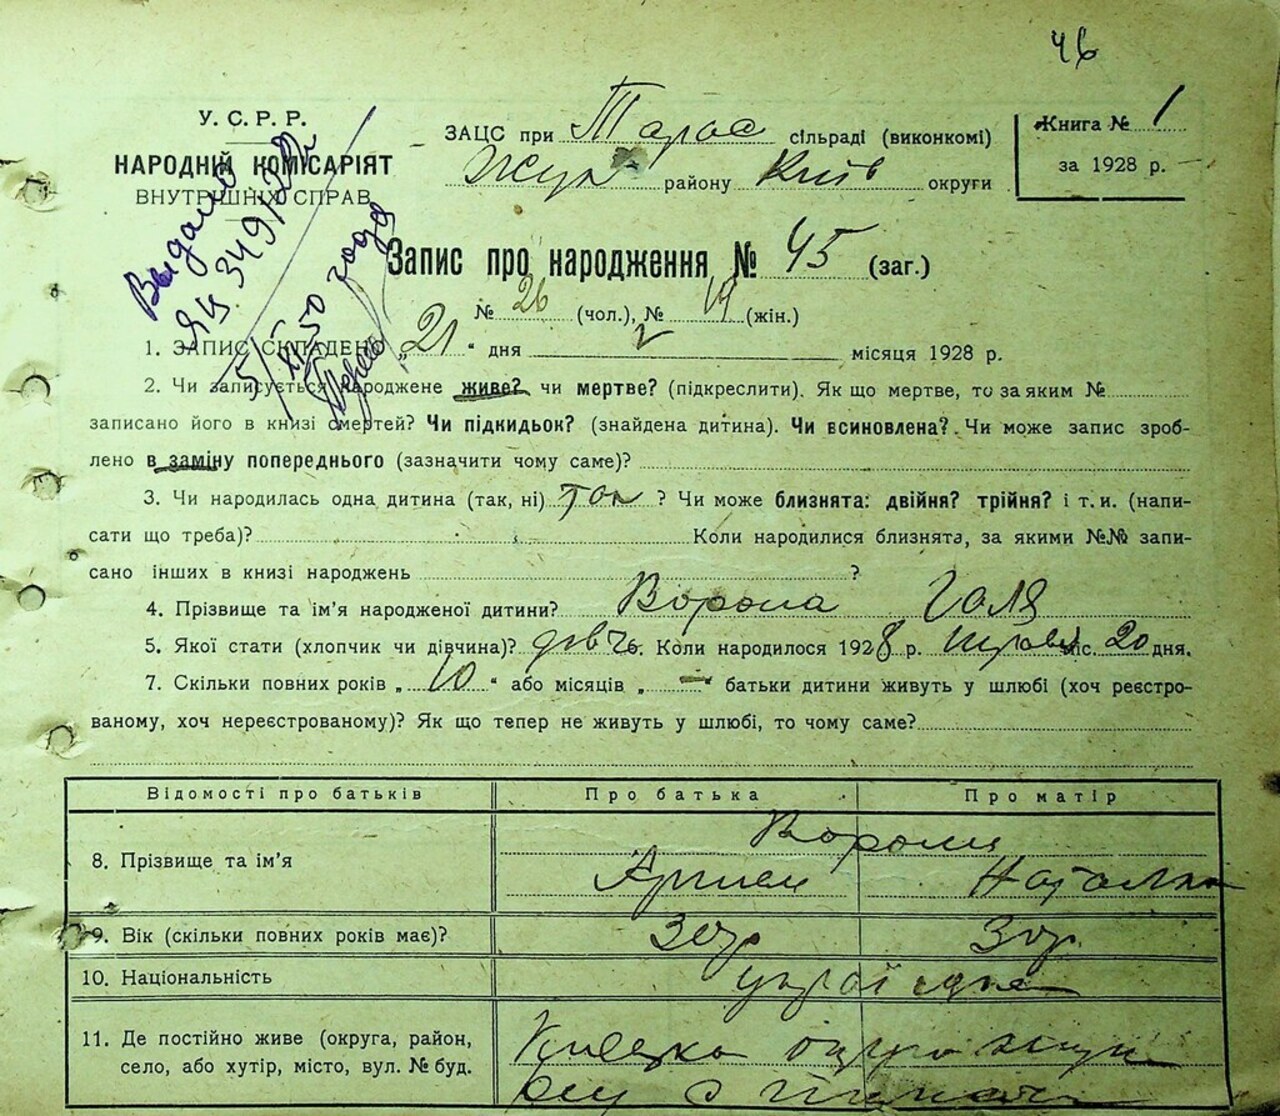 46
У. С. Р. Р.
НАРОДНІЙ КОМІСАРІЯТ
ВНУТРІШНІХ СПРАВ
ЗАЦС при Тарас сільраді (виконкомі)
району Київ округи
Книга № 1
за 1928 р.
Видано
ЯЦ
Запис про народження № 45 (заг.)
№ 26 (чол.), № 19 (жін.)
1. ЗАПИС СКЛАДЕНО „21“ дня V місяця 1928 р.
2. Чи записується народжене живе? чи мертве? (підкреслити). Як що мертве, то за яким №
записано його в книзі смертей? Чи підкидьок? (знайдена дитина). Чи всиновлена? Чи може запис зроб-
лено в заміну попереднього (зазначити чому саме)?
3. Чи народилась одна дитина (так, ні) так ? Чи може близнята: двійня? трійня? і т. и. (напи-
сати що треба)? Коли народилися близнята, за якими №№ запи-
сано інших в книзі народжень ?
4. Прізвище та ім’я народженої дитини? Ворона Галя
5. Якої стати (хлопчик чи дівчина)? дівч. Коли народилося 1928 р. міс. 20 дня.
7. Скільки повних років „10“ або місяців „—“ батьки дитини живуть у шлюбі (хоч реєстро-
ваному, хоч нереєстрованому)? Як що тепер не живуть у шлюбі, то чому саме?
Відомості про батьків Про батька Про матір
8. Прізвище та ім’я Ворони
Артем Наталка
9. Вік (скільки повних років має)? 30 р 30 р.
10. Національність
11. Де постійно живе (округа, район,
село, або хутір, місто, вул. № буд.